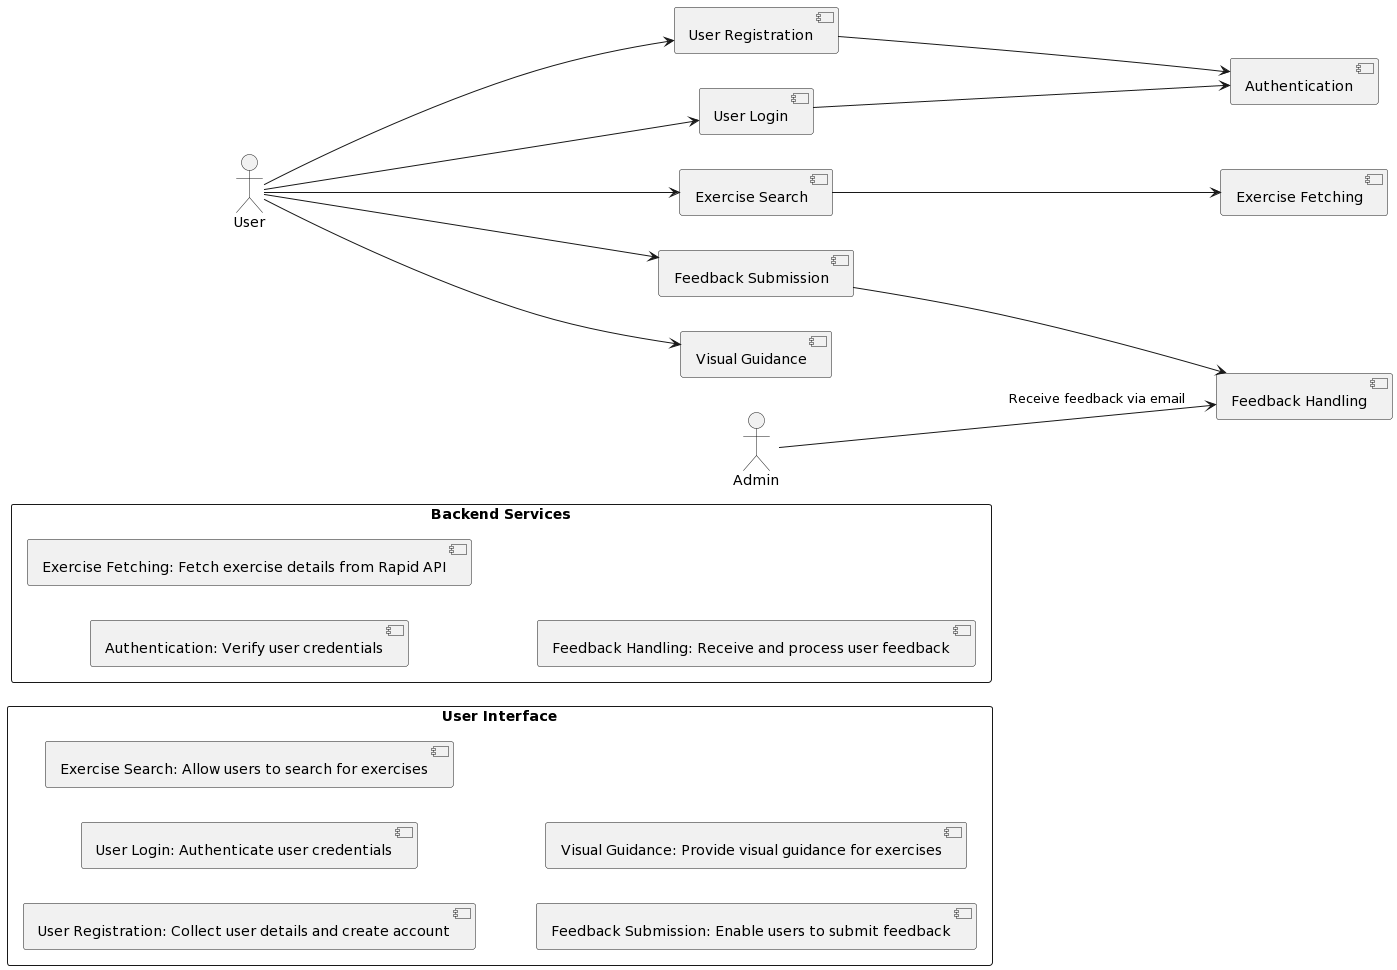 User Registration
Authentication
User Login
User
Exercise Search
Exercise Fetching
Feedback Submission
Visual Guidance
Receive feedback via email
Feedback Handling
Admin
Backend Services
Exercise Fetching: Fetch exercise details from Rapid API
Authentication: Verify user credentials
Feedback Handling: Receive and process user feedback
User Interface
Exercise Search: Allow users to search for exercises
User Login: Authenticate user credentials
Visual Guidance: Provide visual guidance for exercises
User Registration: Collect user details and create account
Feedback Submission: Enable users to submit feedback